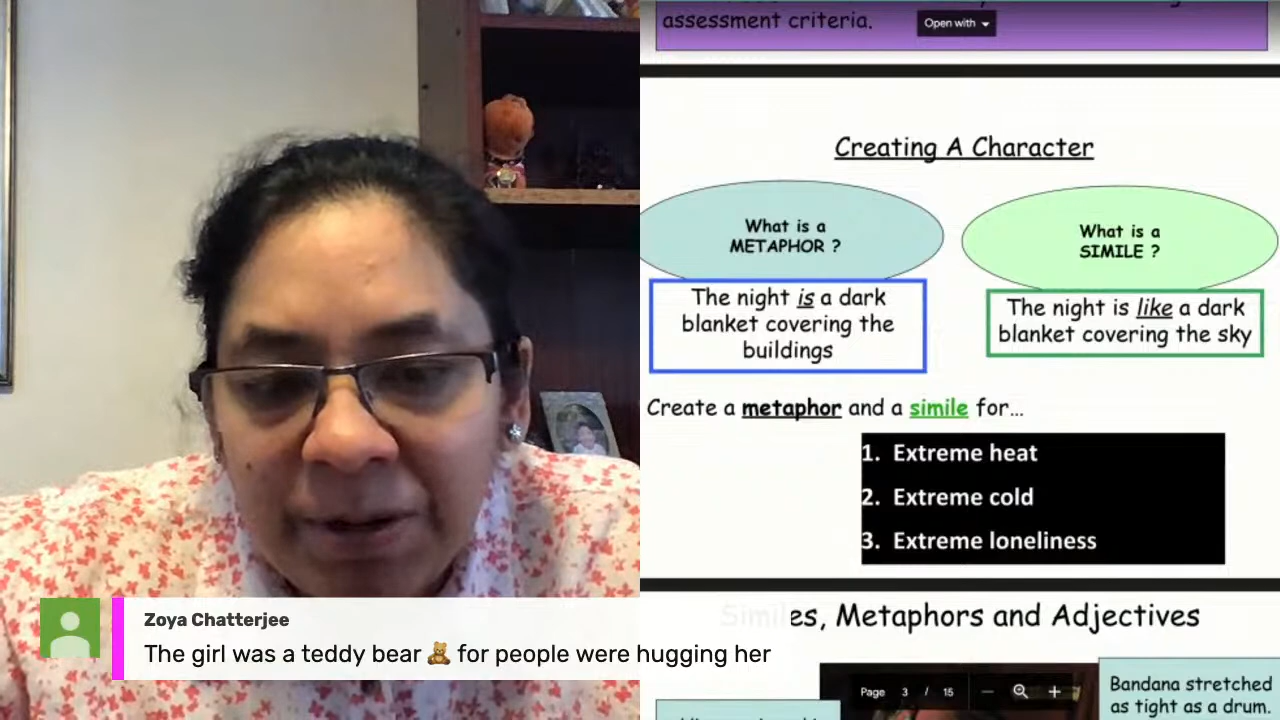 assessment criteria.
Open with
Creating A Character
What is a
METAPHOR ?
What is a
SIMILE ?
The night is a dark
blanket covering the
buildings
The night is like a dark
blanket covering the sky
Create a metaphor and a simile for...
1. Extreme heat
2. Extreme cold
3. Extreme loneliness
Similes, Metaphors and Adjectives
Zoya Chatterjee
The girl was a teddy bear 🧸 for people were hugging her
Page 3 / 15
Bandana stretched
as tight as a drum.